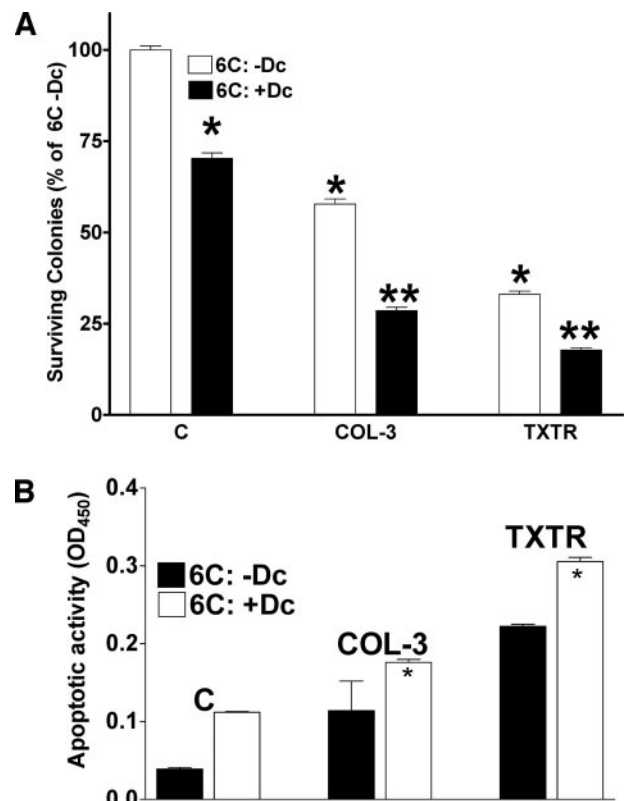 A
Surviving Colonies (% of 6C -Dc)
100
75
50
25
0
6C: -Dc
6C: +Dc
*
*
**
*
**
C
COL-3
TXTR
B
Apoptotic activity (OD450)
0.4
0.3
0.2
0.1
0.0
6C: -Dc
6C: +Dc
C
COL-3
TXTR
*
*